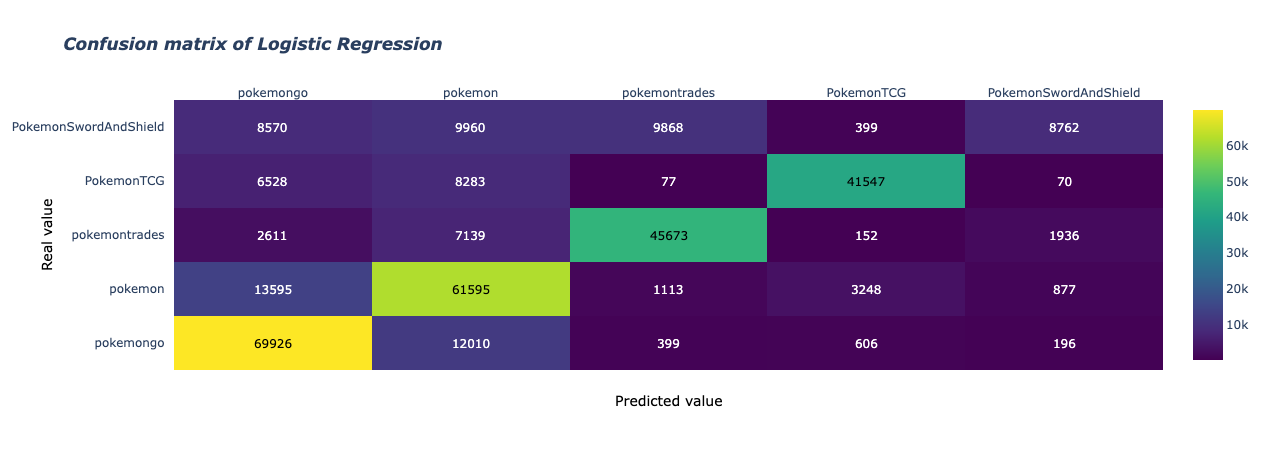 Confusion matrix of Logistic Regression
pokemongo pokemon pokemontrades PokemonTCG PokemonSwordAndShield
PokemonSwordAndShield 8570 9960 9868 399 8762
PokemonTCG 6528 8283 77 41547 70
pokemontrades 2611 7139 45673 152 1936
pokemon 13595 61595 1113 3248 877
pokemongo 69926 12010 399 606 196
Real value
Predicted value
60k
50k
40k
30k
20k
10k